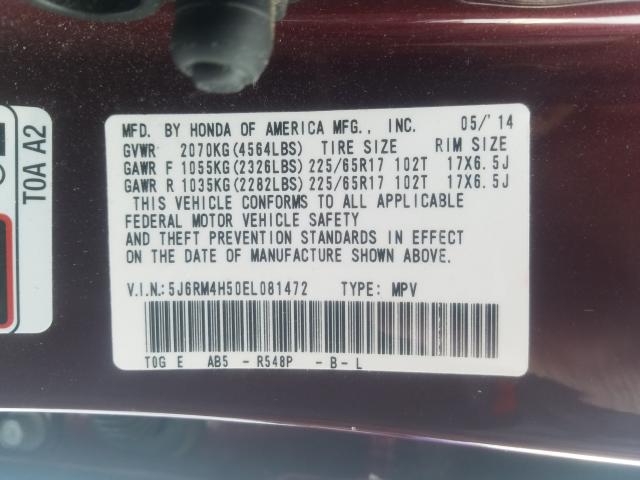 MFD. BY HONDA OF AMERICA MFG., INC. 05/'14
GVWR 2070KG(4564LBS) TIRE SIZE RIM SIZE
GAWR F 1055KG(2326LBS) 225/65R17 102T 17X6.5J
GAWR R 1035KG(2282LBS) 225/65R17 102T 17X6.5J
THIS VEHICLE CONFORMS TO ALL APPLICABLE
FEDERAL MOTOR VEHICLE SAFETY
AND THEFT PREVENTION STANDARDS IN EFFECT
ON THE DATE OF MANUFACTURE SHOWN ABOVE.
V.I.N.: 5J6RM4H50EL081472 TYPE: MPV
T0G E AB5 - R548P - B - L
T0A A2